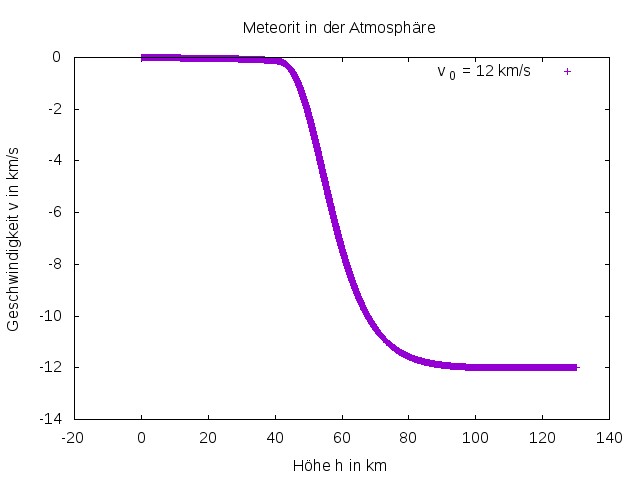 Meteorit in der Atmosphäre
v 0 = 12 km/s
0
-2
-4
-6
-8
-10
-12
-14
Geschwindigkeit v in km/s
-20 0 20 40 60 80 100 120 140
Höhe h in km